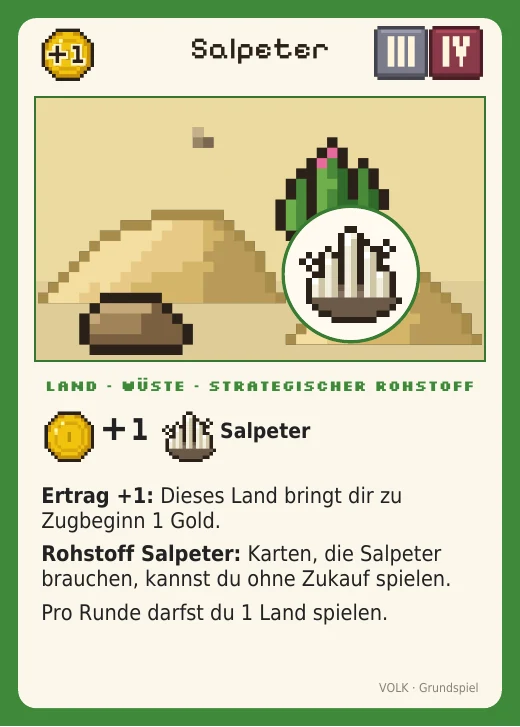 +1 Salpeter III IV
LAND · WÜSTE · STRATEGISCHER ROHSTOFF
+1 Salpeter
Ertrag +1: Dieses Land bringt dir zu
Zugbeginn 1 Gold.
Rohstoff Salpeter: Karten, die Salpeter
brauchen, kannst du ohne Zukauf spielen.
Pro Runde darfst du 1 Land spielen.
VOLK · Grundspiel